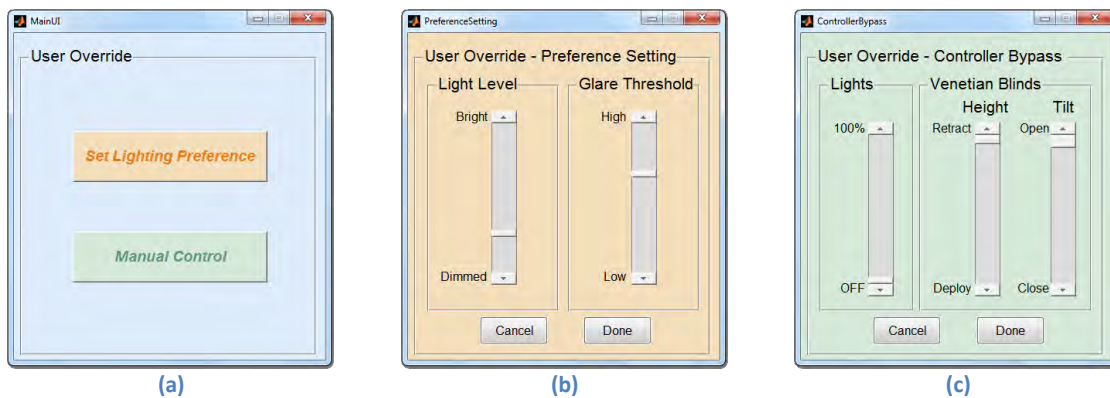 MainUI
User Override
Set Lighting Preference
Manual Control
(a)
PreferenceSetting
User Override - Preference Setting
Light Level
Glare Threshold
Bright
High
Dimmed
Low
Cancel
Done
(b)
ControllerBypass
User Override - Controller Bypass
Lights
Venetian Blinds
Height
Tilt
100%
Retract
Open
OFF
Deploy
Close
Cancel
Done
(c)